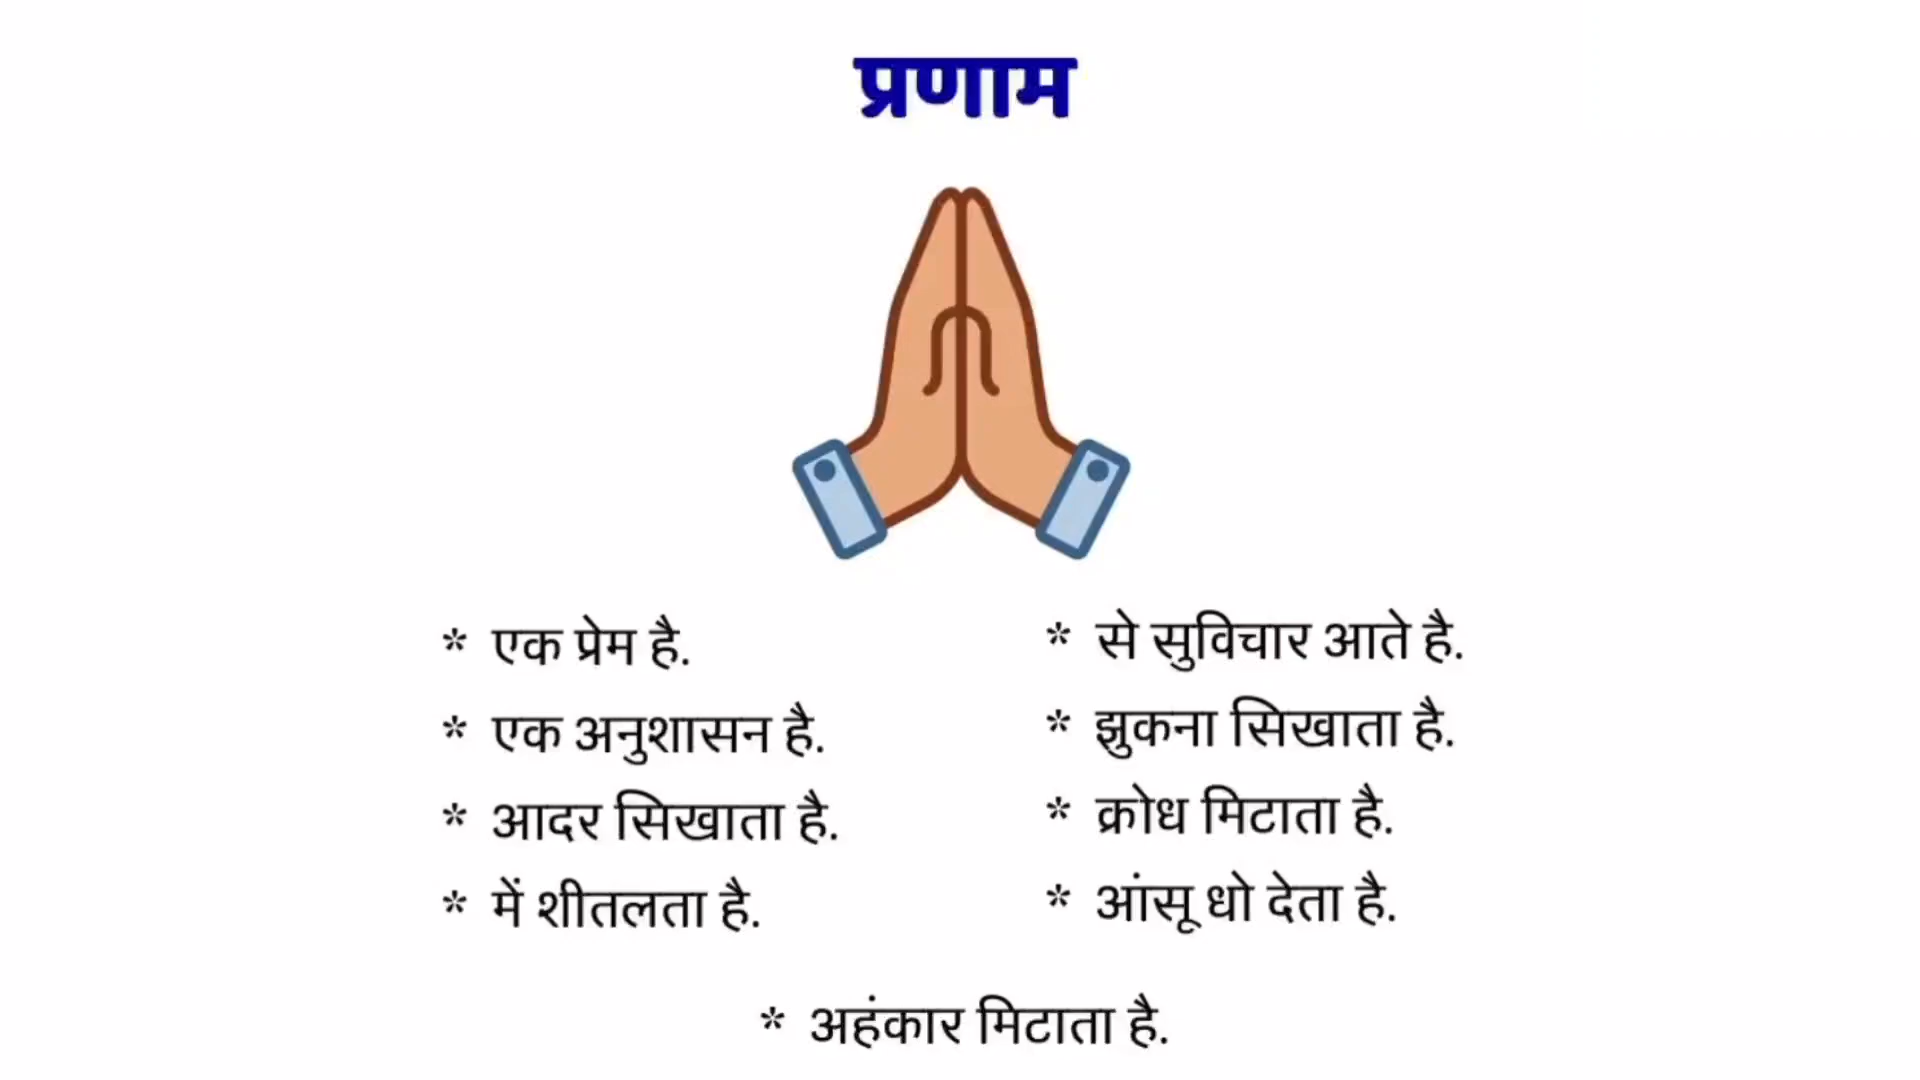 प्रणाम
* एक प्रेम है.
* एक अनुशासन है.
* आदर सिखाता है.
* में शीतलता है.
* से सुविचार आते है.
* झुकना सिखाता है.
* क्रोध मिटाता है.
* आंसू धो देता है.
* अहंकार मिटाता है.